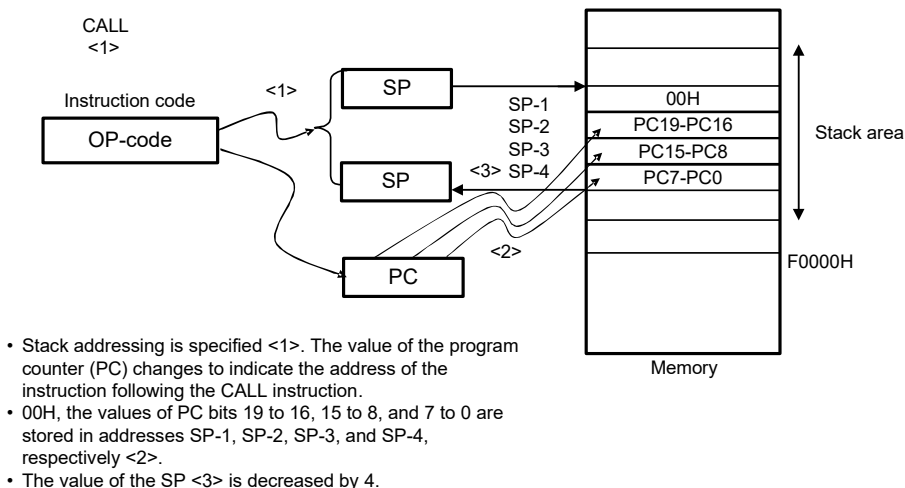 CALL
<1>
Instruction code
OP-code
<1>
SP
SP
PC
SP-1
SP-2
SP-3
<3> SP-4
<2>
00H
PC19-PC16
PC15-PC8
PC7-PC0
Stack area
F0000H
Memory
• Stack addressing is specified <1>. The value of the program
counter (PC) changes to indicate the address of the
instruction following the CALL instruction.
• 00H, the values of PC bits 19 to 16, 15 to 8, and 7 to 0 are
stored in addresses SP-1, SP-2, SP-3, and SP-4,
respectively <2>.
• The value of the SP <3> is decreased by 4.